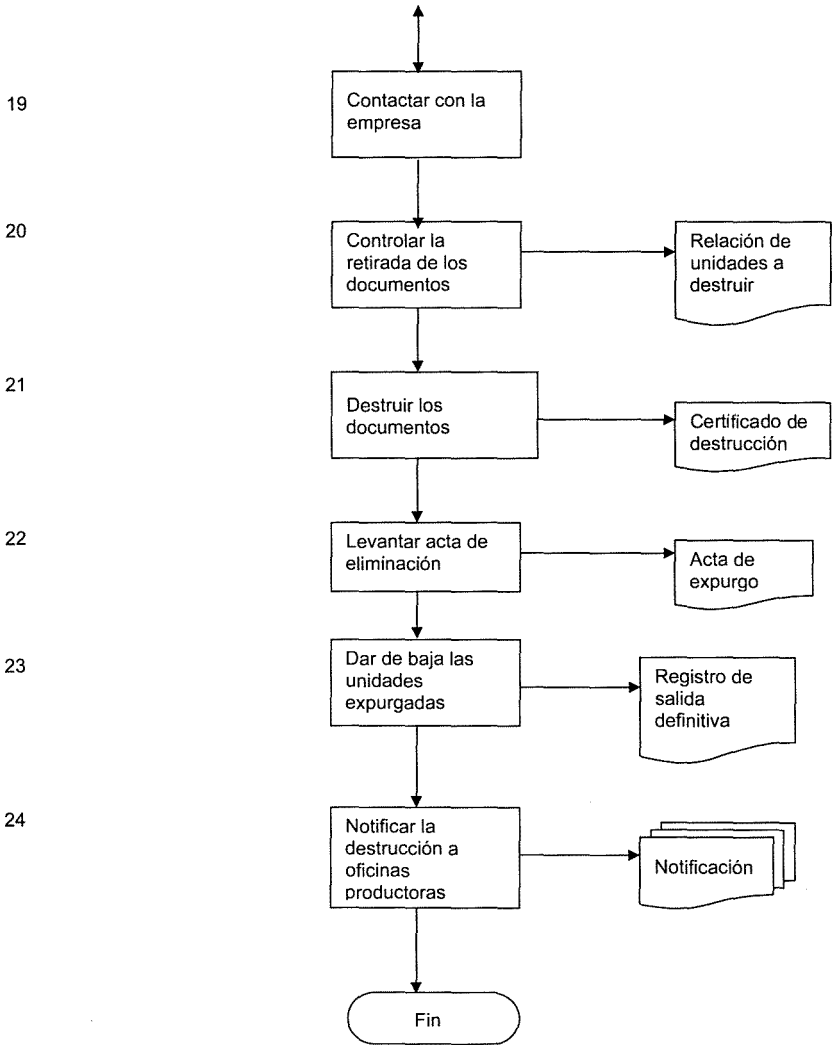 19
Contactar con la
empresa
20
Controlar la
retirada de los
documentos
Relación de
unidades a
destruir
21
Destruir los
documentos
Certificado de
destrucción
22
Levantar acta de
eliminación
Acta de
expurgo
23
Dar de baja las
unidades
expurgadas
Registro de
salida
definitiva
24
Notificar la
destrucción a
oficinas
productoras
Notificación
Fin